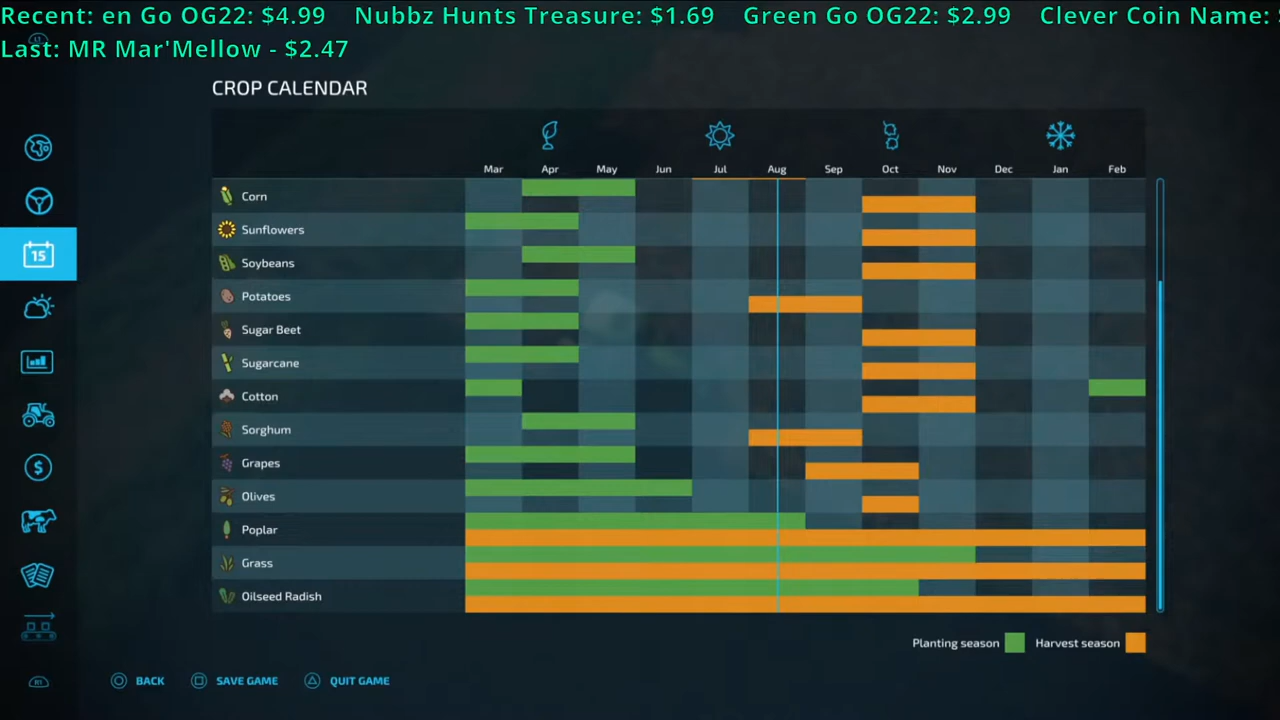 Recent: en Go OG22: $4.99 Nubbz Hunts Treasure: $1.69 Green Go OG22: $2.99 Clever Coin Name:
Last: MR Mar'Mellow - $2.47
CROP CALENDAR
Mar Apr May Jun Jul Aug Sep Oct Nov Dec Jan Feb
Corn
Sunflowers
15
Soybeans
Potatoes
Sugar Beet
Sugarcane
Cotton
Sorghum
Grapes
Olives
Poplar
Grass
Oilseed Radish
Planting season Harvest season
R1 BACK SAVE GAME QUIT GAME